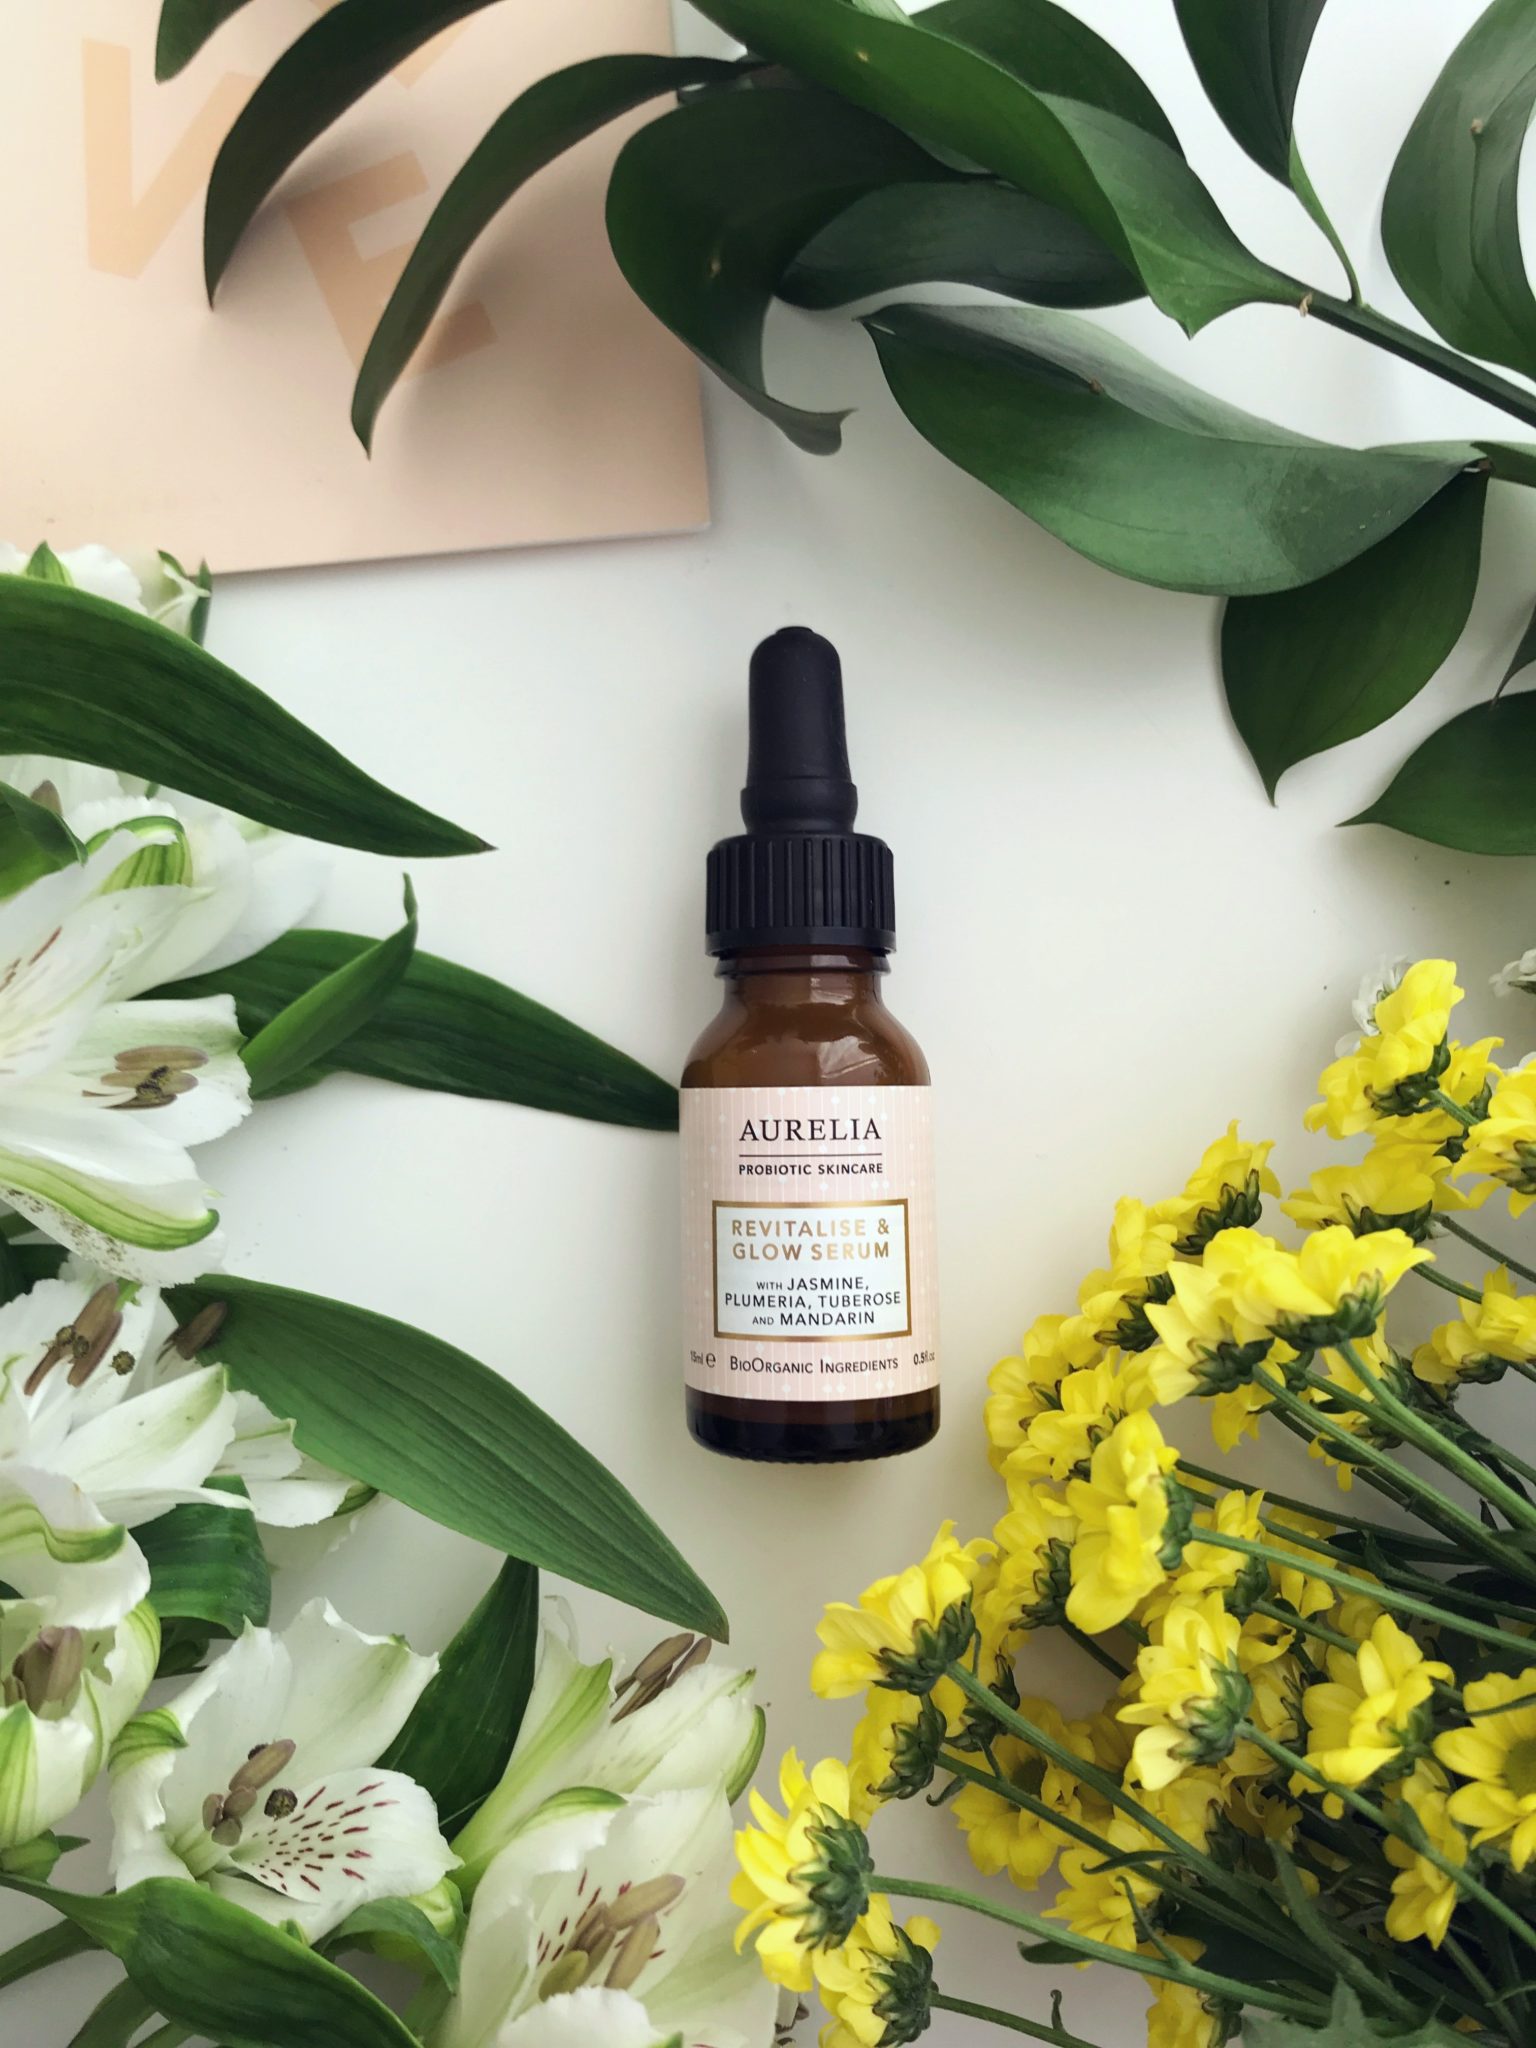 AURELIA
PROBIOTIC SKINCARE
REVITALISE &
GLOW SERUM
WITH JASMINE,
PLUMERIA, TUBEROSE
AND MANDARIN
15ml e BIOORGANIC INGREDIENTS 0.5fl.oz